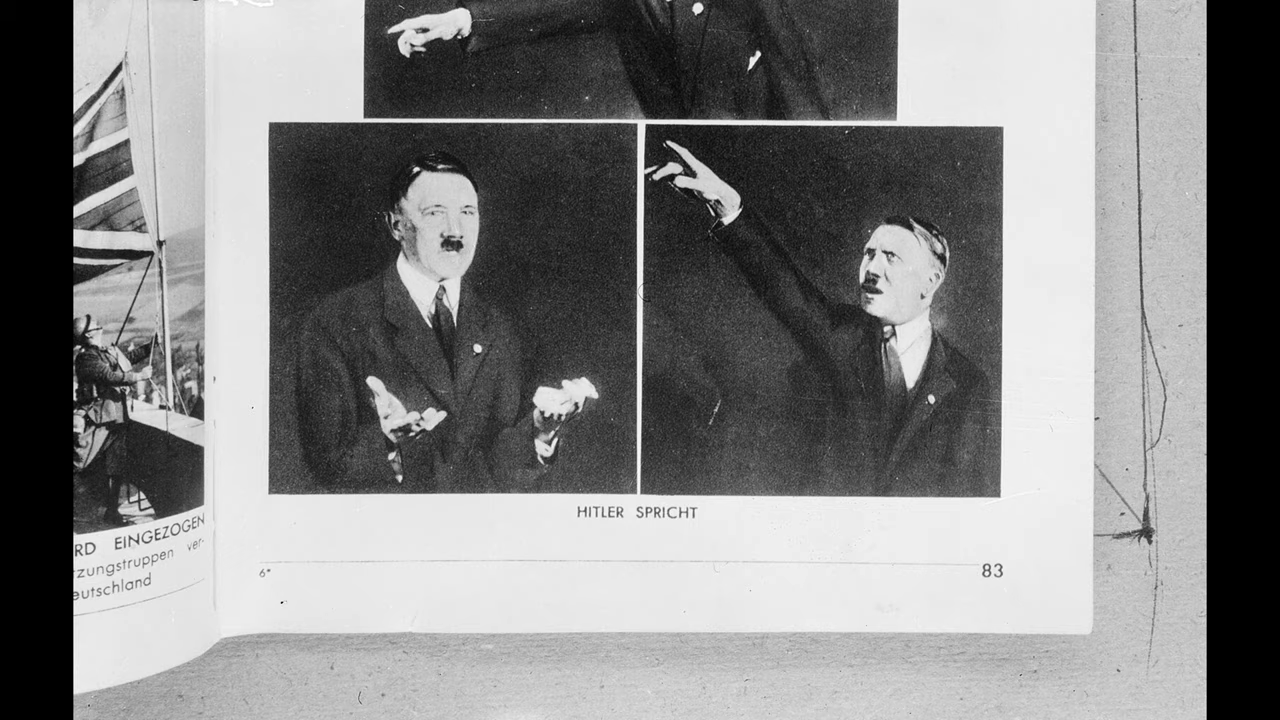 RD EINGEZOGEN
tzungstruppen ver-
eutschland
HITLER SPRICHT
6*
83